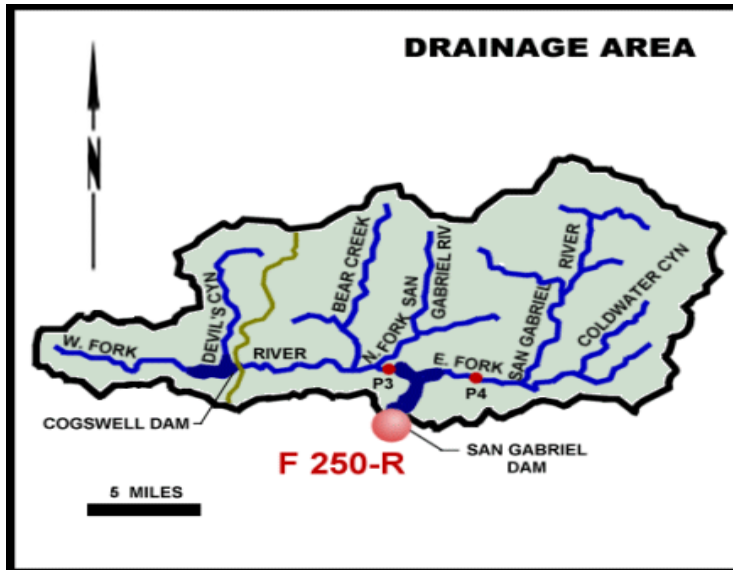 DRAINAGE AREA
N
BEAR CREEK
N. FORK SAN
GABRIEL RIV
RIVER
SAN GABRIEL
COLDWATER CYN
DEVIL'S CYN
W. FORK
RIVER
E. FORK
P3
P4
COGSWELL DAM
F 250-R
SAN GABRIEL
DAM
5 MILES